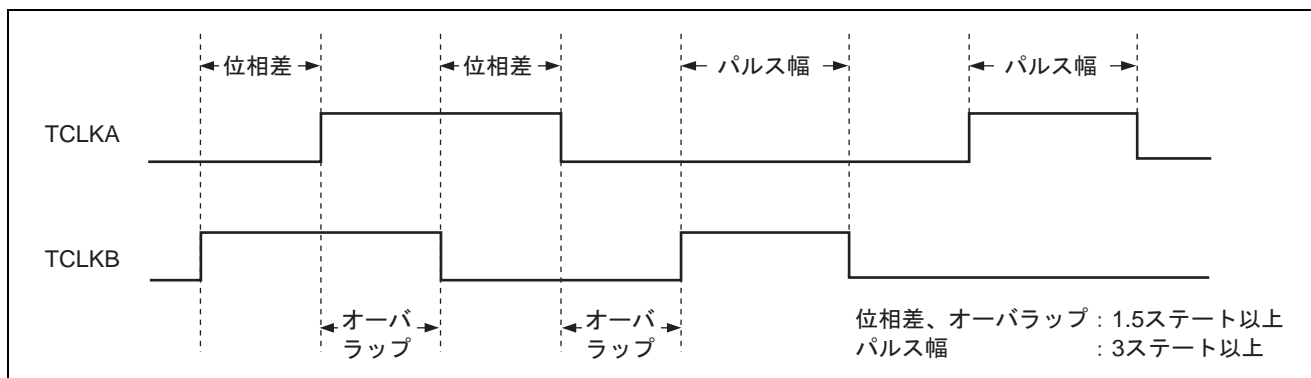 位相差 位相差 パルス幅 パルス幅
TCLKA
TCLKB
オーバ
ラップ
オーバ
ラップ
位相差、オーバラップ：1.5ステート以上
パルス幅 ：3ステート以上